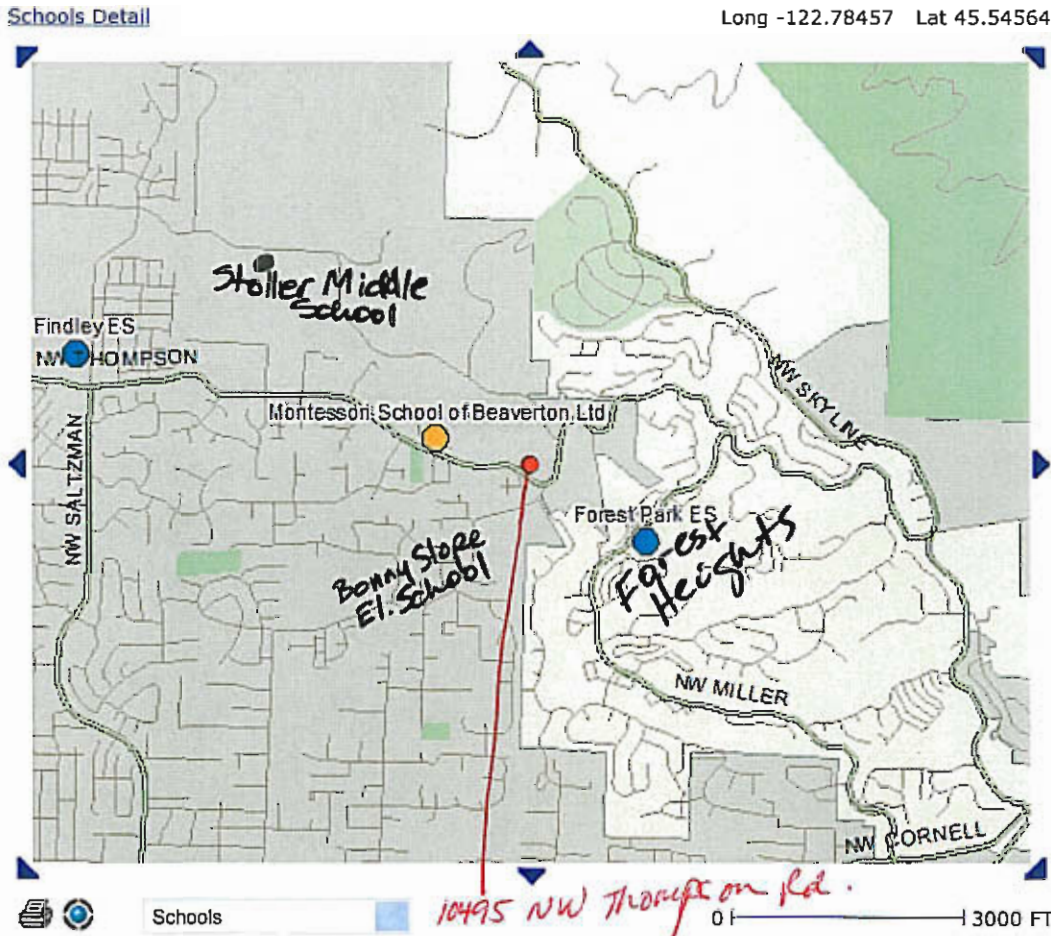 Schools Detail
Long -122.78457 Lat 45.54564
Stoller Middle
School
Findley ES
NW THOMPSON
NW SKYLINE
Montessori School of Beaverton, Ltd
NW SALTZMAN
Forest Park ES
Bonny Slope
El. School
Forest
Heights
NW MILLER
NW CORNELL
Schools
10495 NW Thompson Rd.
0 3000 FT